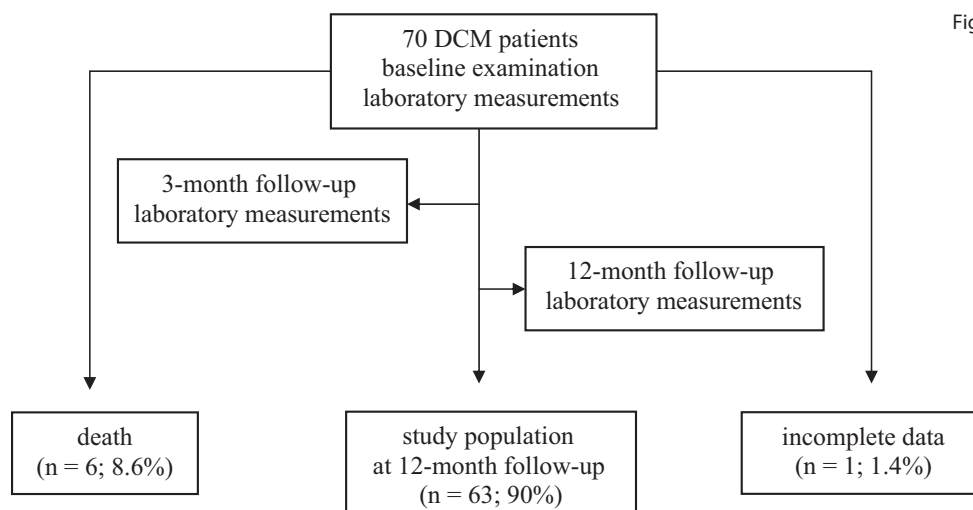 Fig
70 DCM patients
baseline examination
laboratory measurements
3-month follow-up
laboratory measurements
12-month follow-up
laboratory measurements
death
(n = 6; 8.6%)
study population
at 12-month follow-up
(n = 63; 90%)
incomplete data
(n = 1; 1.4%)